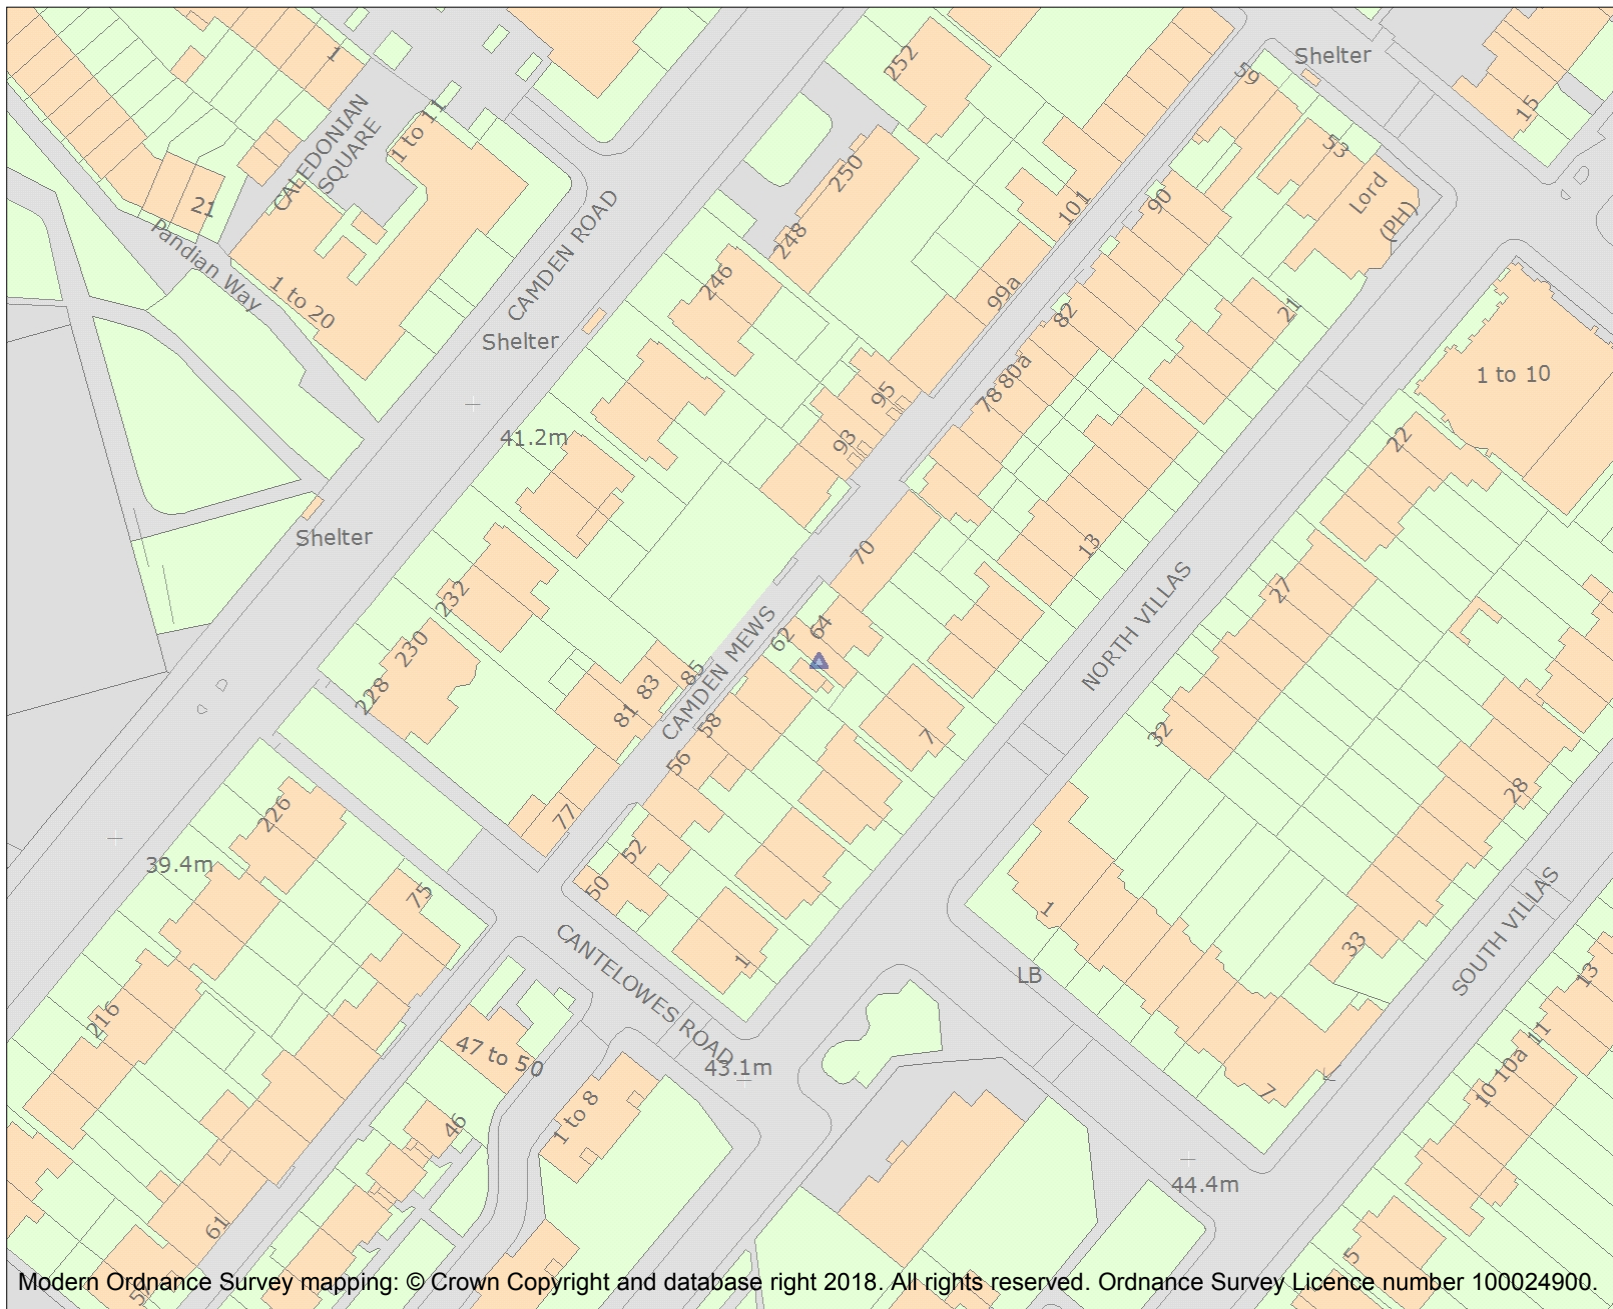 252
Shelter
59
15
1
CALEDONIAN
SQUARE
1 to 11
53
Lord
(PH)
250
21
90
101
CAMDEN ROAD
248
Pandian Way
246
1 to 20
99a
82
21
Shelter
80a
78
1 to 10
95
41.2m
93
22
Shelter
70
13
232
27
NORTH VILLAS
230
62
64
228
85
83
81
CAMDEN MEWS
58
56
7
32
226
77
28
52
39.4m
50
75
1
33
SOUTH VILLAS
CANTELOWES ROAD
1
LB
13
216
47 to 50
43.1m
11
10a
10
7
1 to 8
46
44.4m
61
5
Modern Ordnance Survey mapping: © Crown Copyright and database right 2018. All rights reserved. Ordnance Survey Licence number 100024900.